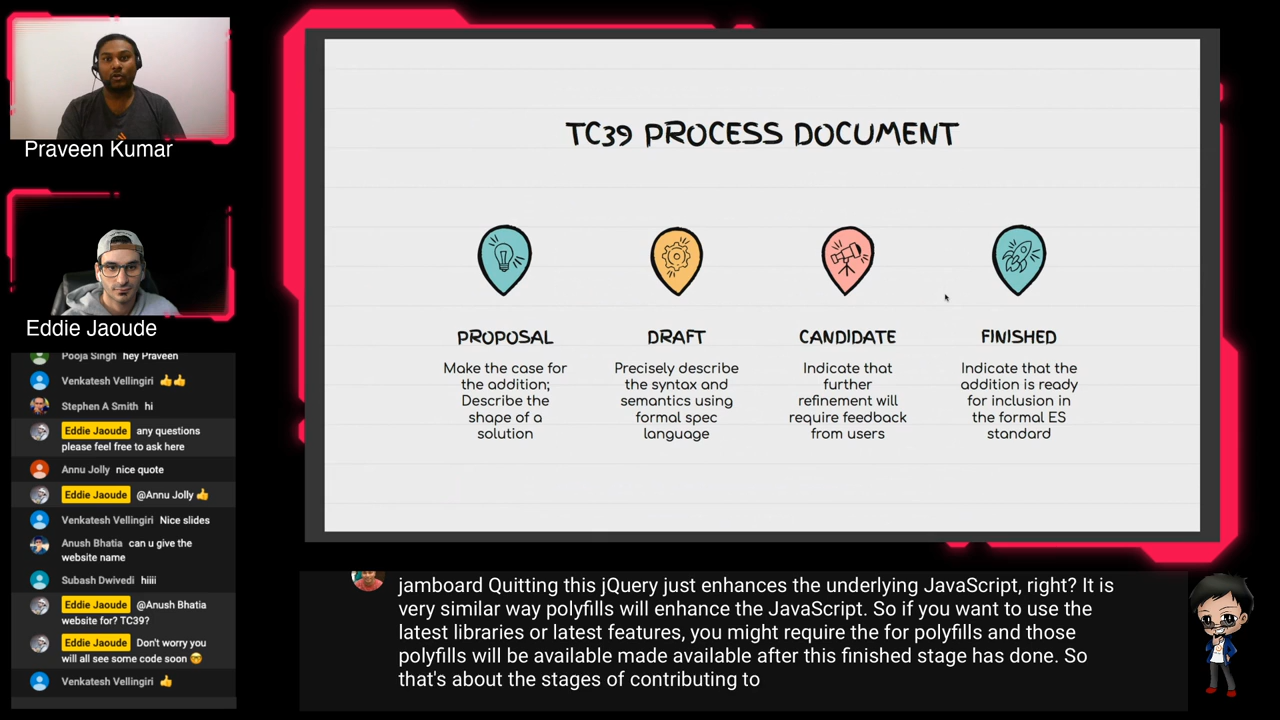 Praveen Kumar
Eddie Jaoude
Pooja Singh hey Praveen
Venkatesh Vellingiri 👍👍
Stephen A Smith hi
Eddie Jaoude any questions
please feel free to ask here
Annu Jolly nice quote
Eddie Jaoude @Annu Jolly 👍
Venkatesh Vellingiri Nice slides
Anush Bhatia can u give the
website name
Subash Dwivedi hiiii
Eddie Jaoude @Anush Bhatia
website for? TC39?
Eddie Jaoude Don't worry you
will all see some code soon 🤓
Venkatesh Vellingiri 👍
TC39 PROCESS DOCUMENT
PROPOSAL
Make the case for
the addition;
Describe the
shape of a
solution
DRAFT
Precisely describe
the syntax and
semantics using
formal spec
language
CANDIDATE
Indicate that
further
refinement will
require feedback
from users
FINISHED
Indicate that the
addition is ready
for inclusion in
the formal ES
standard
jamboard Quitting this jQuery just enhances the underlying JavaScript, right? It is
very similar way polyfills will enhance the JavaScript. So if you want to use the
latest libraries or latest features, you might require the for polyfills and those
polyfills will be available made available after this finished stage has done. So
that's about the stages of contributing to